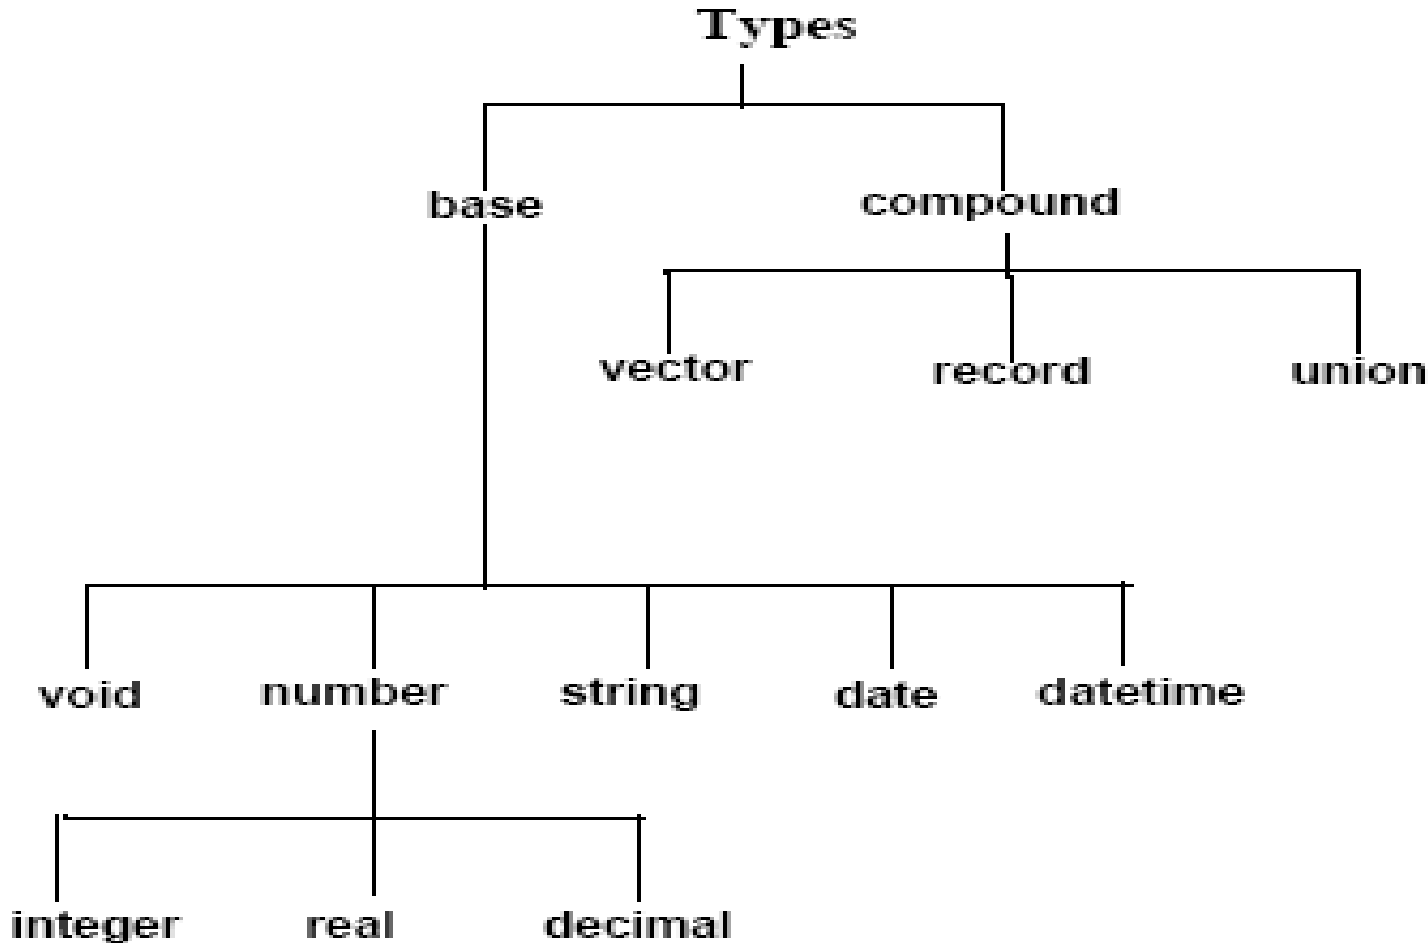 Types
base compound
vector record union
void number string date datetime
integer real decimal